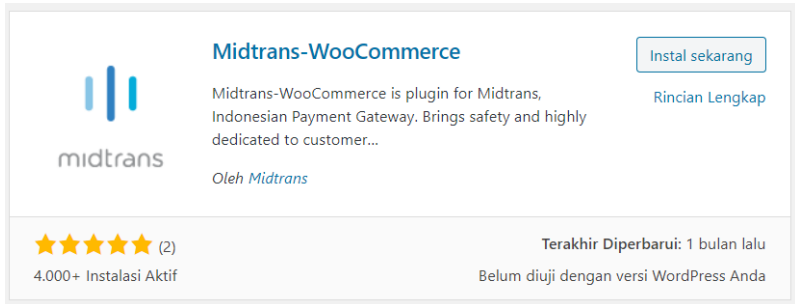 Midtrans-WooCommerce
Instal sekarang
Midtrans-WooCommerce is plugin for Midtrans,
Rincian Lengkap
Indonesian Payment Gateway. Brings safety and highly
dedicated to customer...
midtrans
Oleh Midtrans
(2)
Terakhir Diperbarui: 1 bulan lalu
4.000+ Instalasi Aktif
Belum diuji dengan versi WordPress Anda